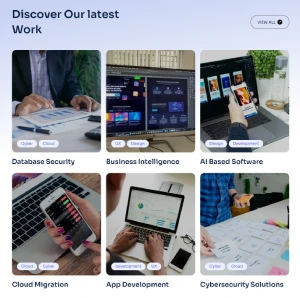 Discover Our latest
Work
VIEW ALL
Cyber Cloud
UX Design
Design Development
Database Security
Business Intelligence
AI Based Software
Cloud Cyber
Development UX
Cyber Cloud
Cloud Migration
App Development
Cybersecurity Solutions